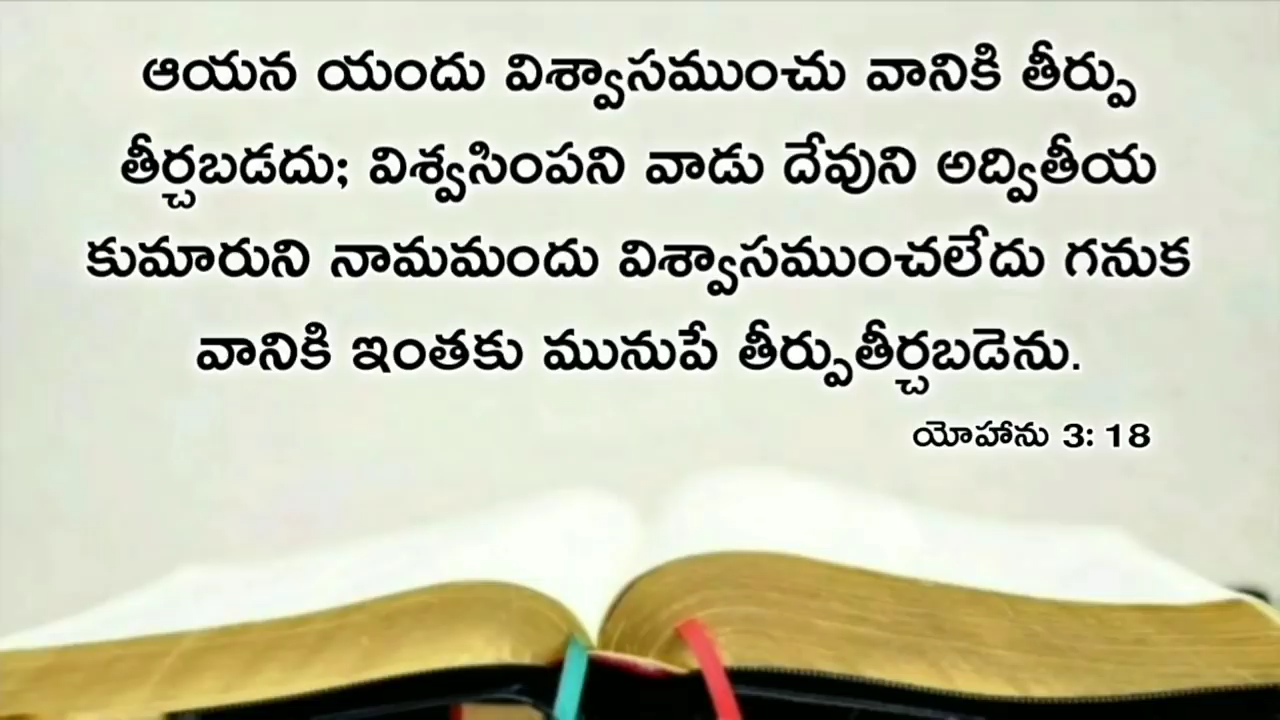 ఆయన యందు విశ్వాసముంచు వానికి తీర్పు
తీర్చబడదు; విశ్వసింపని వాడు దేవుని అద్వితీయ
కుమారుని నామమందు విశ్వాసముంచలేదు గనుక
వానికి ఇంతకు మునుపే తీర్పుతీర్చబడెను.
యోహాను 3: 18